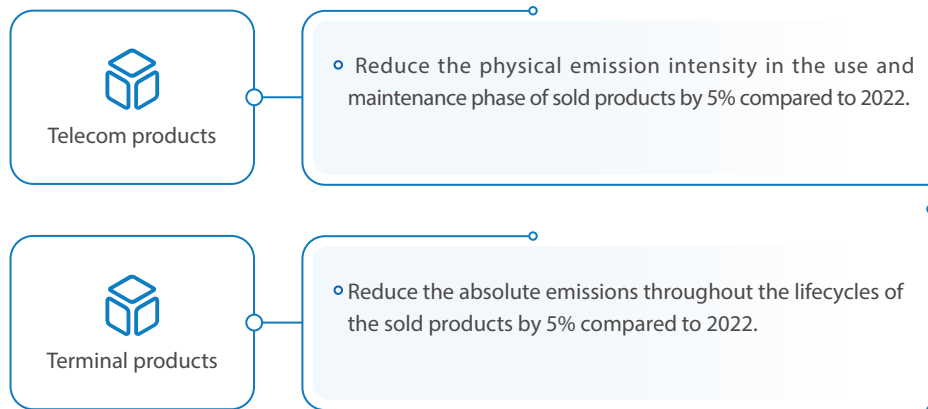 Telecom products
Reduce the physical emission intensity in the use and
maintenance phase of sold products by 5% compared to 2022.
Terminal products
Reduce the absolute emissions throughout the lifecycles of
the sold products by 5% compared to 2022.